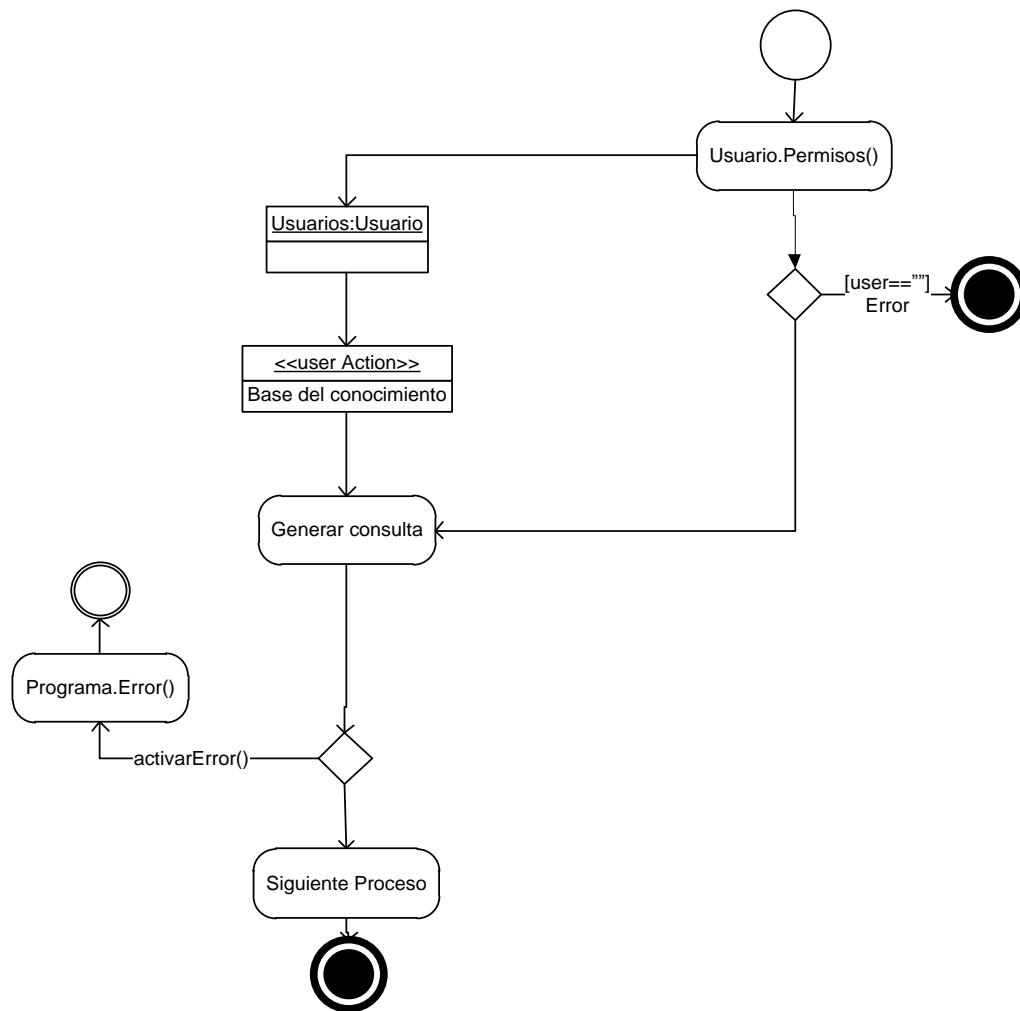 Usuario.Permisos()
Usuarios:Usuario
[user==””]
Error
<<user Action>>
Base del conocimiento
Generar consulta
Programa.Error()
activarError()
Siguiente Proceso